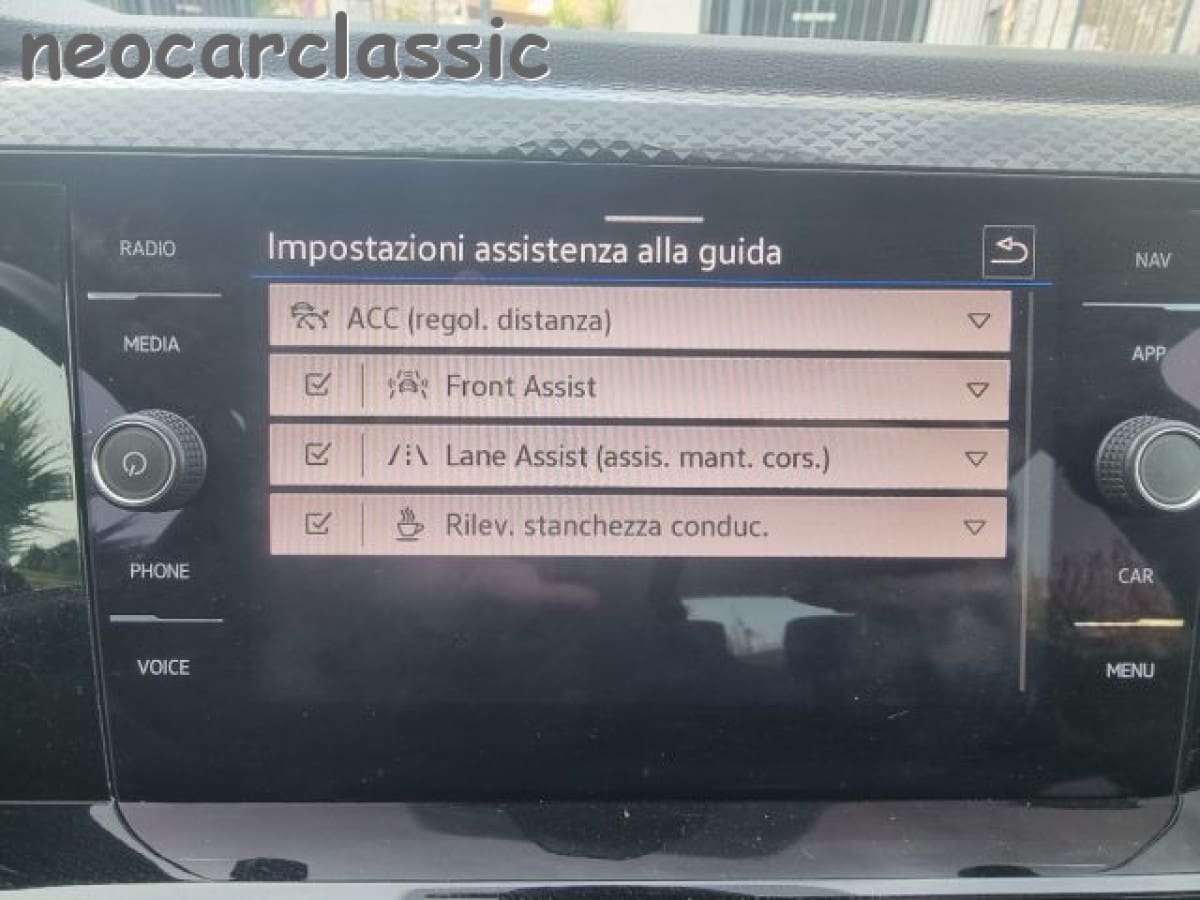 neocarclassic
RADIO
MEDIA
PHONE
VOICE
Impostazioni assistenza alla guida
ACC (regol. distanza)
Front Assist
Lane Assist (assis. mant. cors.)
Rilev. stanchezza conduc.
NAV
APP
CAR
MENU